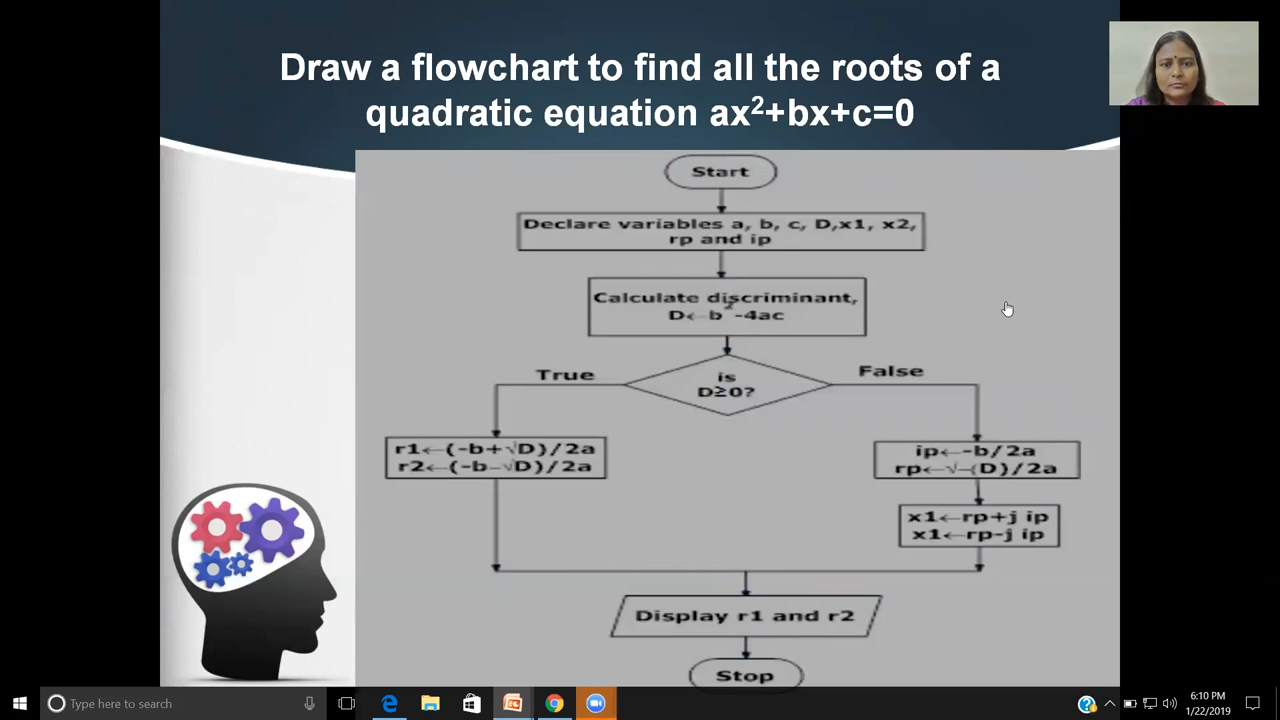 Draw a flowchart to find all the roots of a
quadratic equation ax²+bx+c=0
Start
Declare variables a, b, c, D,x1, x2,
rp and ip
Calculate discriminant,
D←b²-4ac
is
D≥0?
True
False
r1←(-b+√D)/2a
r2←(-b-√D)/2a
ip←-b/2a
rp←√-(D)/2a
x1←rp+j ip
x1←rp-j ip
Display r1 and r2
Stop
Type here to search
6:10 PM
1/22/2019